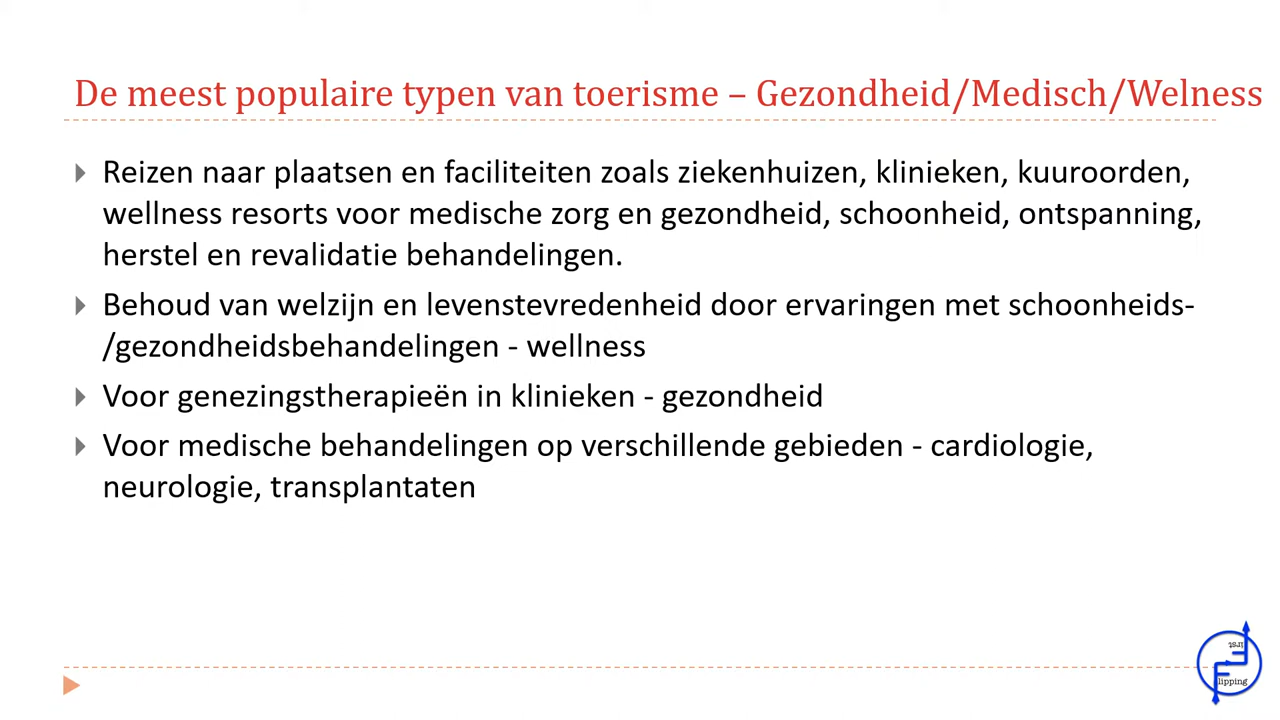 De meest populaire typen van toerisme – Gezondheid/Medisch/Welness
Reizen naar plaatsen en faciliteiten zoals ziekenhuizen, klinieken, kuuroorden,
wellness resorts voor medische zorg en gezondheid, schoonheid, ontspanning,
herstel en revalidatie behandelingen.
Behoud van welzijn en levenstevredenheid door ervaringen met schoonheids-
/gezondheidsbehandelingen - wellness
Voor genezingstherapieën in klinieken - gezondheid
Voor medische behandelingen op verschillende gebieden - cardiologie,
neurologie, transplantaten
irst
F
F
lipping